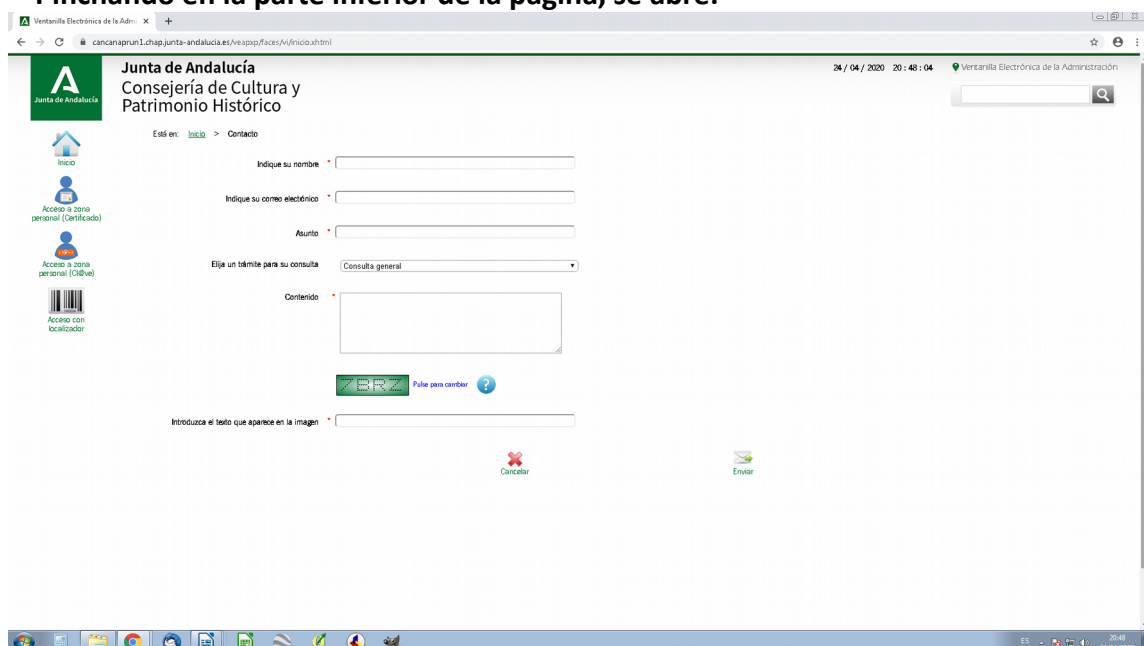 Pinchando en la parte inferior de la página, se abre:
Ventanilla Electrónica de la Admi
cancanaprun1.chap.junta-andalucia.es/veapxp/faces/vi/inicio.xhtml
Junta de Andalucía
Junta de Andalucía
Consejería de Cultura y
Patrimonio Histórico
24 / 04 / 2020 20 : 48 : 04
Ventanilla Electrónica de la Administración
Está en: Inicio > Contacto
Inicio
Acceso a zona
personal (Certificado)
Acceso a zona
personal (Cl@ve)
Acceso con
localizador
Indique su nombre *
Indique su correo electrónico *
Asunto *
Elija un trámite para su consulta
Consulta general
Contenido *
7BRZ
Pulse para cambiar
?
Introduzca el texto que aparece en la imagen *
Cancelar
Enviar
ES
20:48